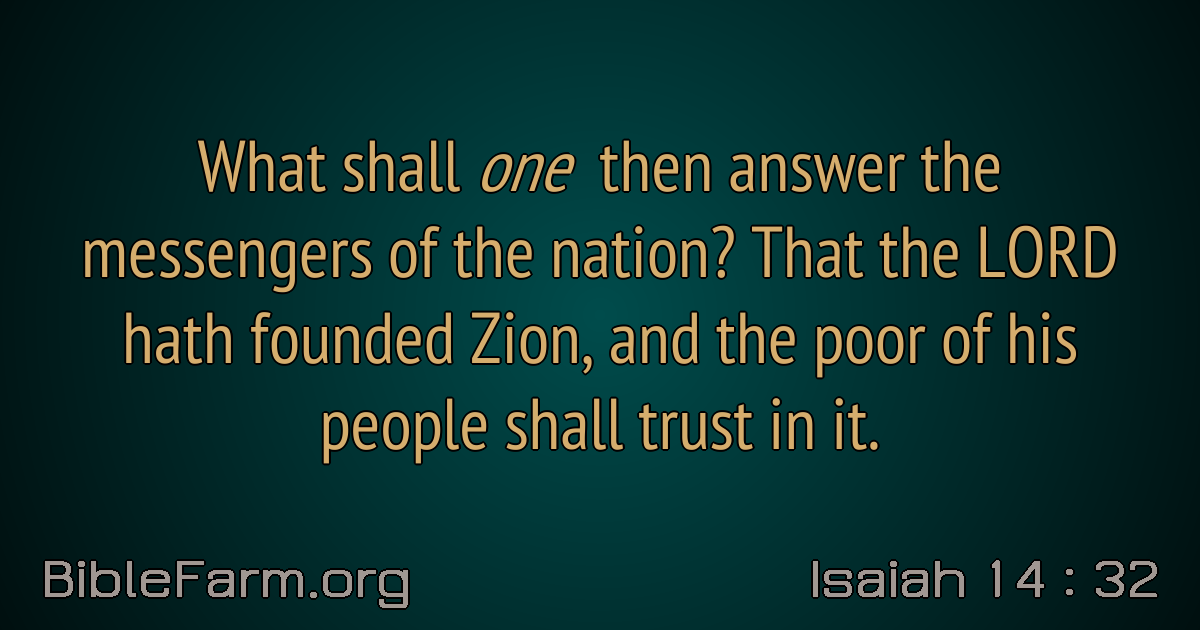 What shall one then answer the
messengers of the nation? That the LORD
hath founded Zion, and the poor of his
people shall trust in it.
BibleFarm.org
Isaiah 14 : 32